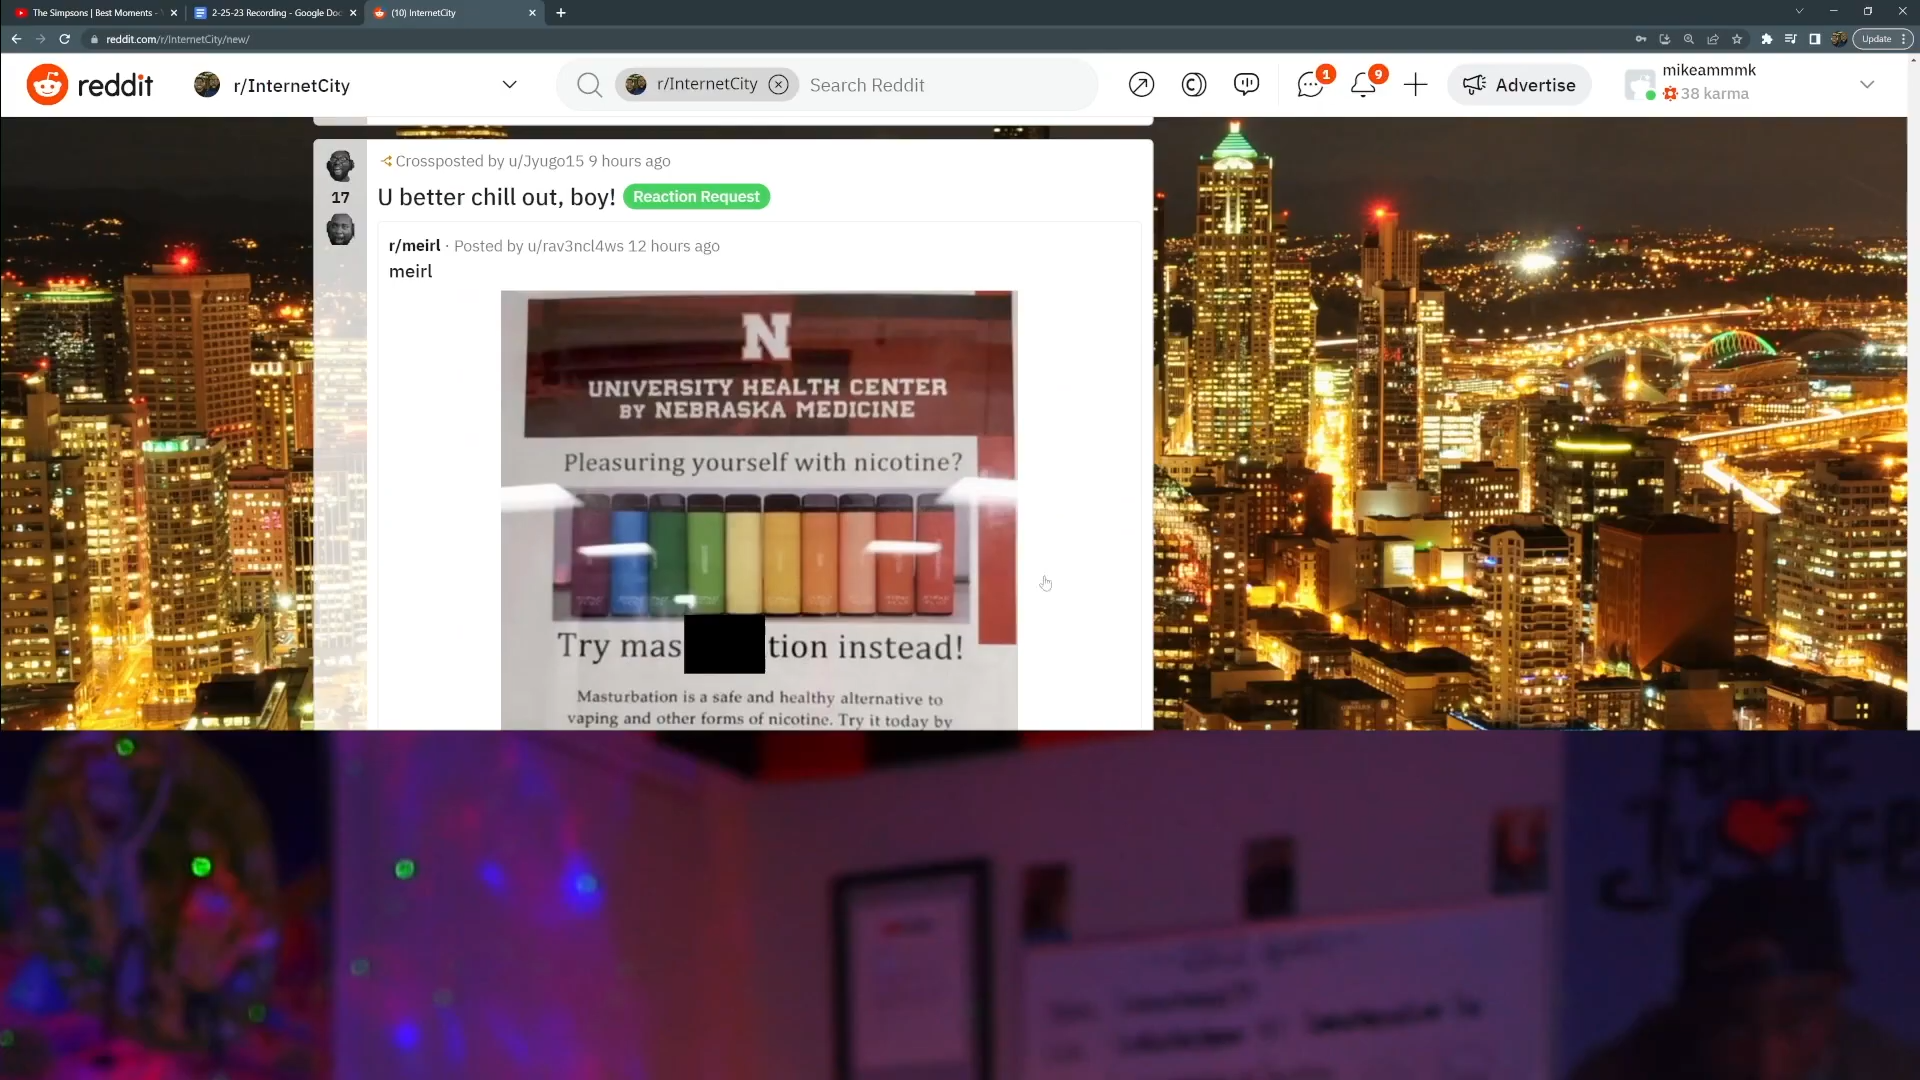 The Simpsons | Best Moments -
2-25-23 Recording - Google Doc
(10) InternetCity
reddit.com/r/InternetCity/new/
Update
reddit
r/InternetCity
r/InternetCity
Search Reddit
1
9
Advertise
mikeammmk
38 karma
Crossposted by u/Jyugo15 9 hours ago
17
U better chill out, boy!
Reaction Request
r/meirl · Posted by u/rav3ncl4ws 12 hours ago
meirl
N
UNIVERSITY HEALTH CENTER
BY NEBRASKA MEDICINE
Pleasuring yourself with nicotine?
Try mas tion instead!
Masturbation is a safe and healthy alternative to
vaping and other forms of nicotine. Try it today by